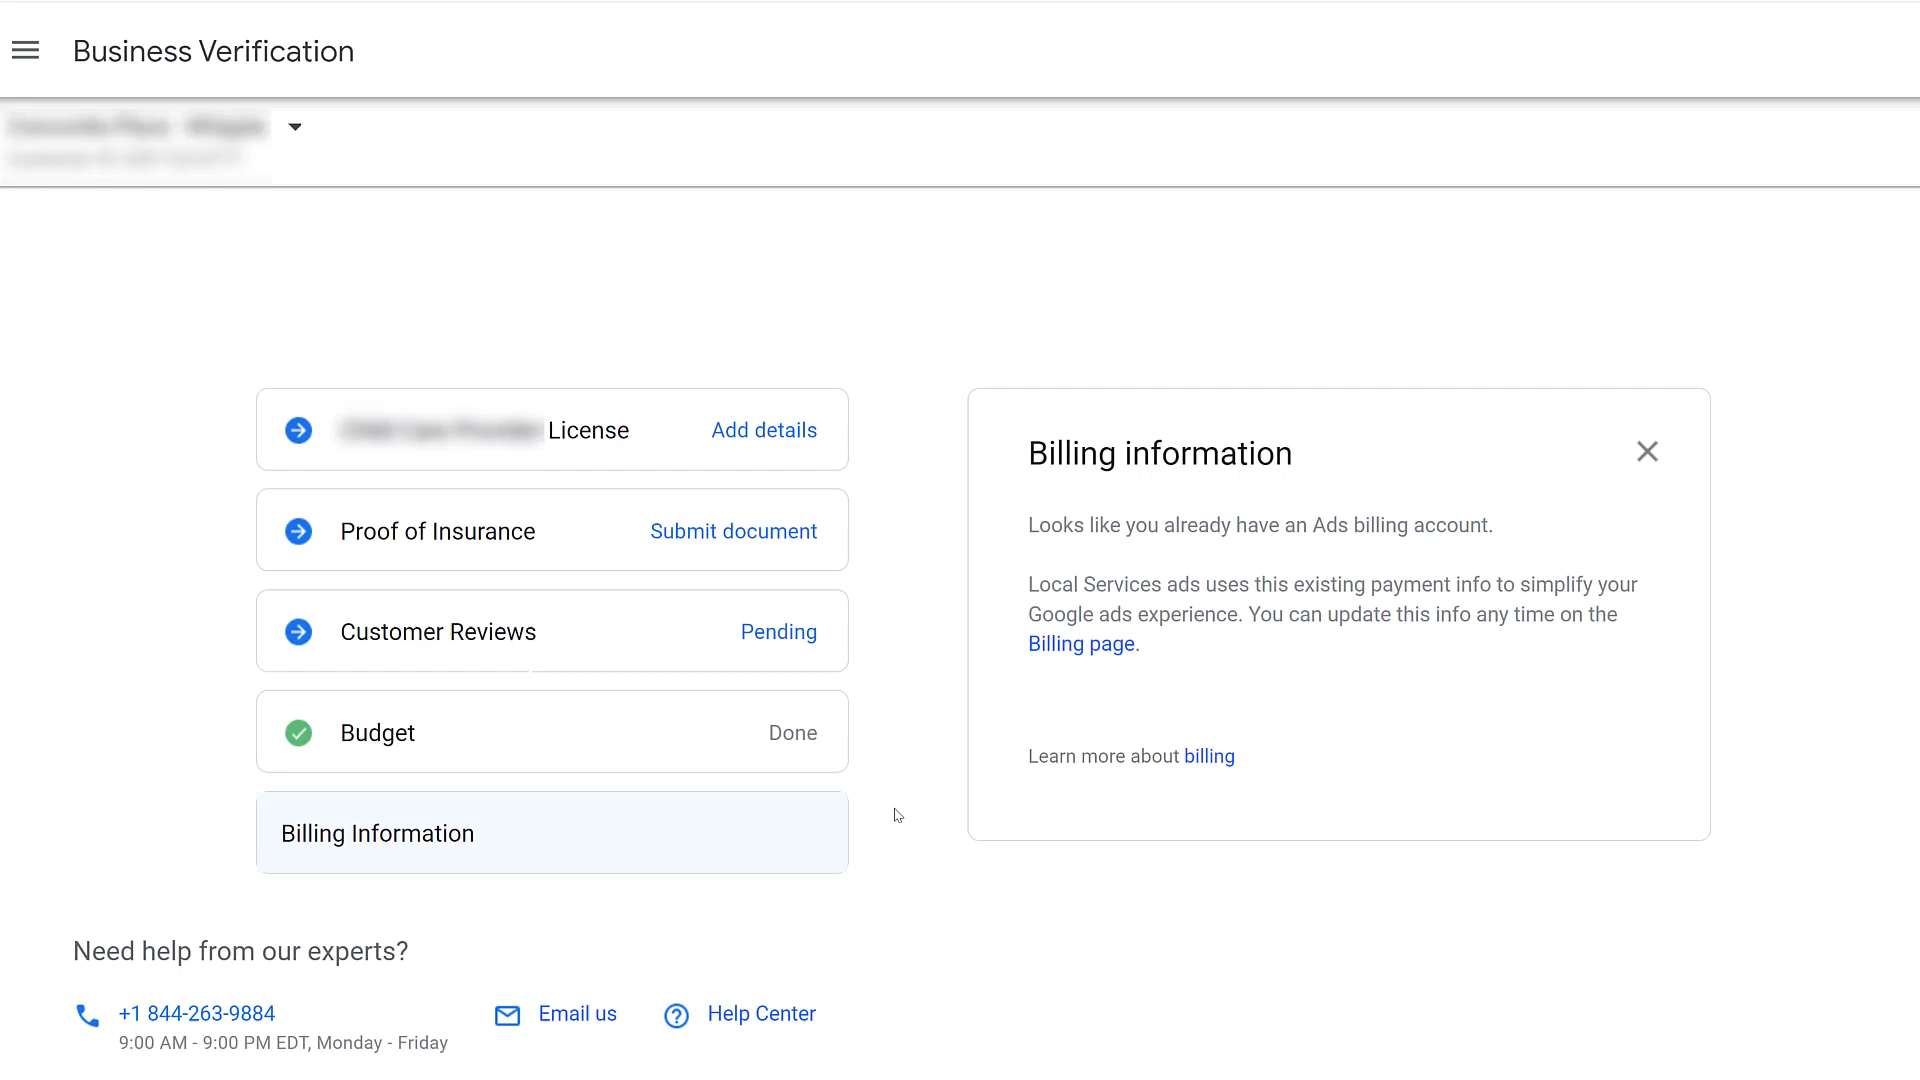 Business Verification
License
Add details
Proof of Insurance
Submit document
Customer Reviews
Pending
Budget
Done
Billing Information
Billing information
Looks like you already have an Ads billing account.
Local Services ads uses this existing payment info to simplify your
Google ads experience. You can update this info any time on the
Billing page.
Learn more about billing
Need help from our experts?
+1 844-263-9884
9:00 AM - 9:00 PM EDT, Monday - Friday
Email us
Help Center